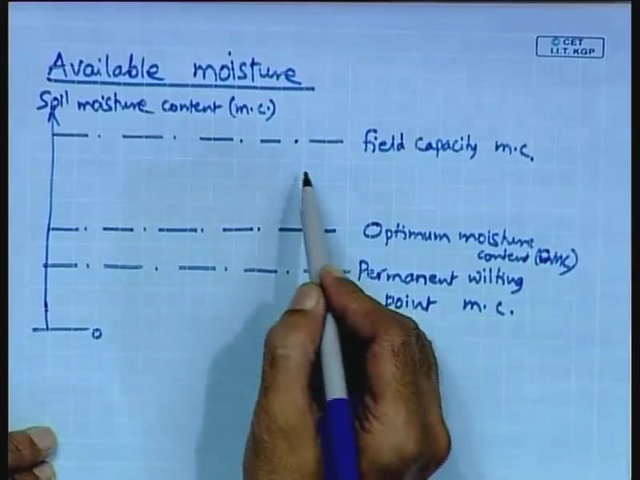 © CET
I.I.T. KGP
Available moisture
Soil moisture content (m.c.)
field capacity m.c.
Optimum moisture
content (OMC)
Permanent wilting
point m.c.
0